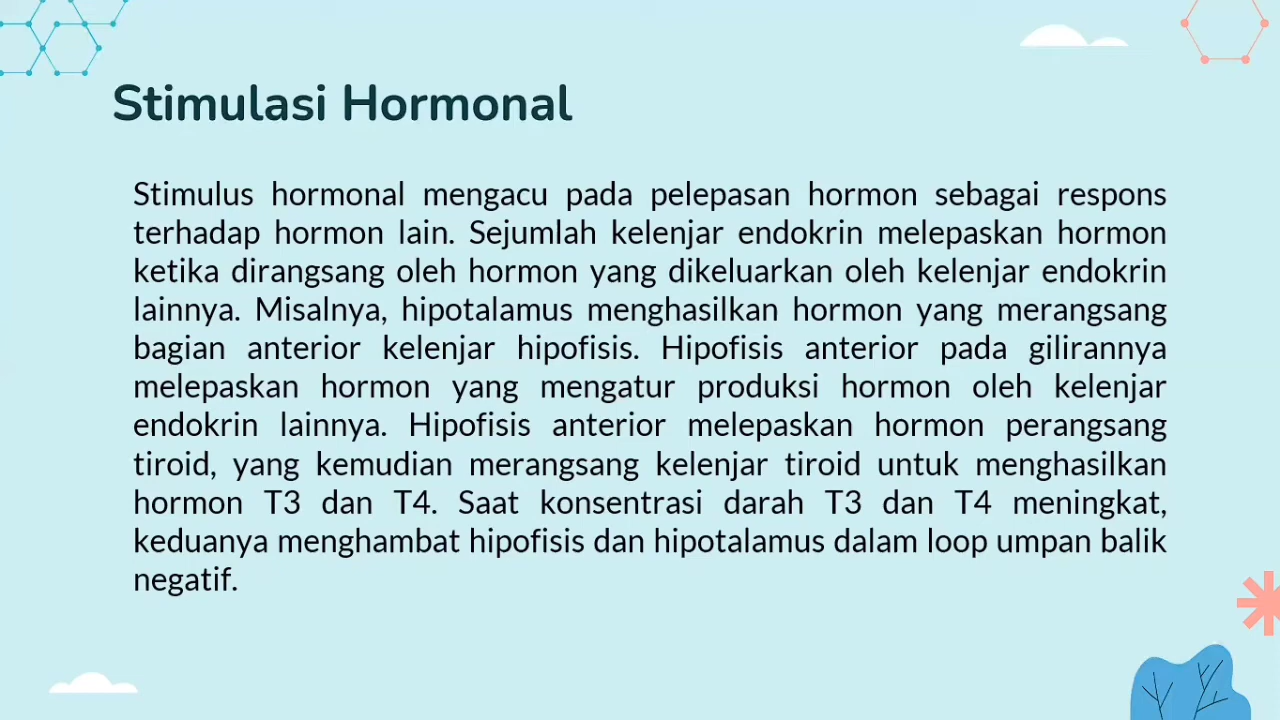 Stimulasi Hormonal
Stimulus hormonal mengacu pada pelepasan hormon sebagai respons
terhadap hormon lain. Sejumlah kelenjar endokrin melepaskan hormon
ketika dirangsang oleh hormon yang dikeluarkan oleh kelenjar endokrin
lainnya. Misalnya, hipotalamus menghasilkan hormon yang merangsang
bagian anterior kelenjar hipofisis. Hipofisis anterior pada gilirannya
melepaskan hormon yang mengatur produksi hormon oleh kelenjar
endokrin lainnya. Hipofisis anterior melepaskan hormon perangsang
tiroid, yang kemudian merangsang kelenjar tiroid untuk menghasilkan
hormon T3 dan T4. Saat konsentrasi darah T3 dan T4 meningkat,
keduanya menghambat hipofisis dan hipotalamus dalam loop umpan balik
negatif.